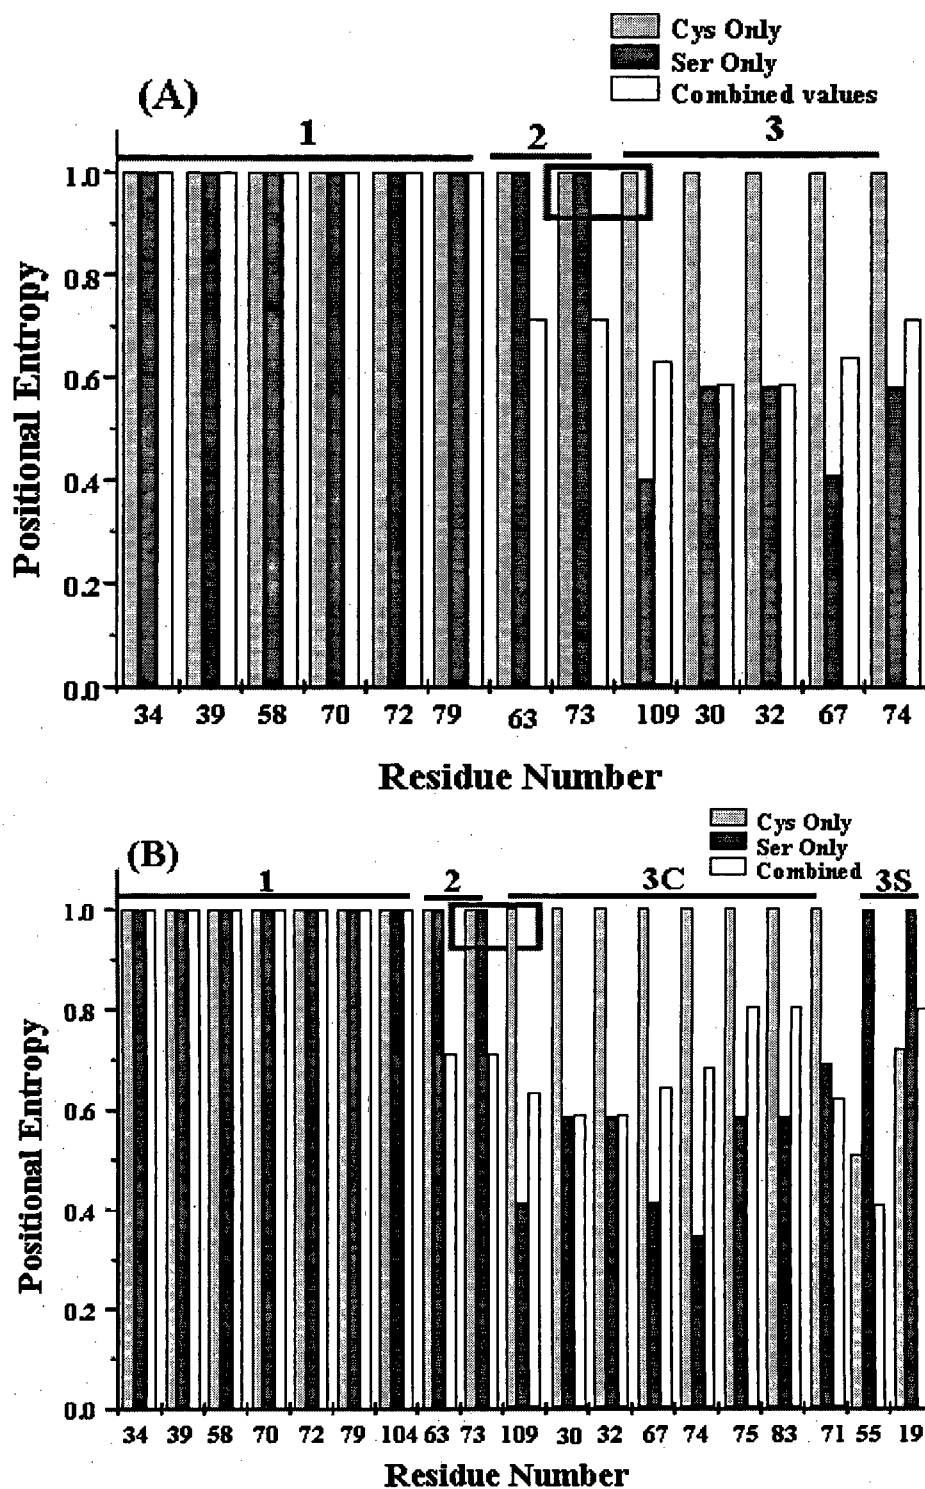 Cys Only
Ser Only
Combined values
(A)
1
2
3
1.0
0.8
0.6
0.4
0.2
0.0
Positional Entropy
34 39 58 70 72 79 63 73 109 30 32 67 74
Residue Number
Cys Only
Ser Only
Combined
(B)
1
2
3C
3S
1.0
0.8
0.6
0.4
0.2
0.0
Positional Entropy
34 39 58 70 72 79 104 63 73 109 30 32 67 74 75 83 71 55 19
Residue Number